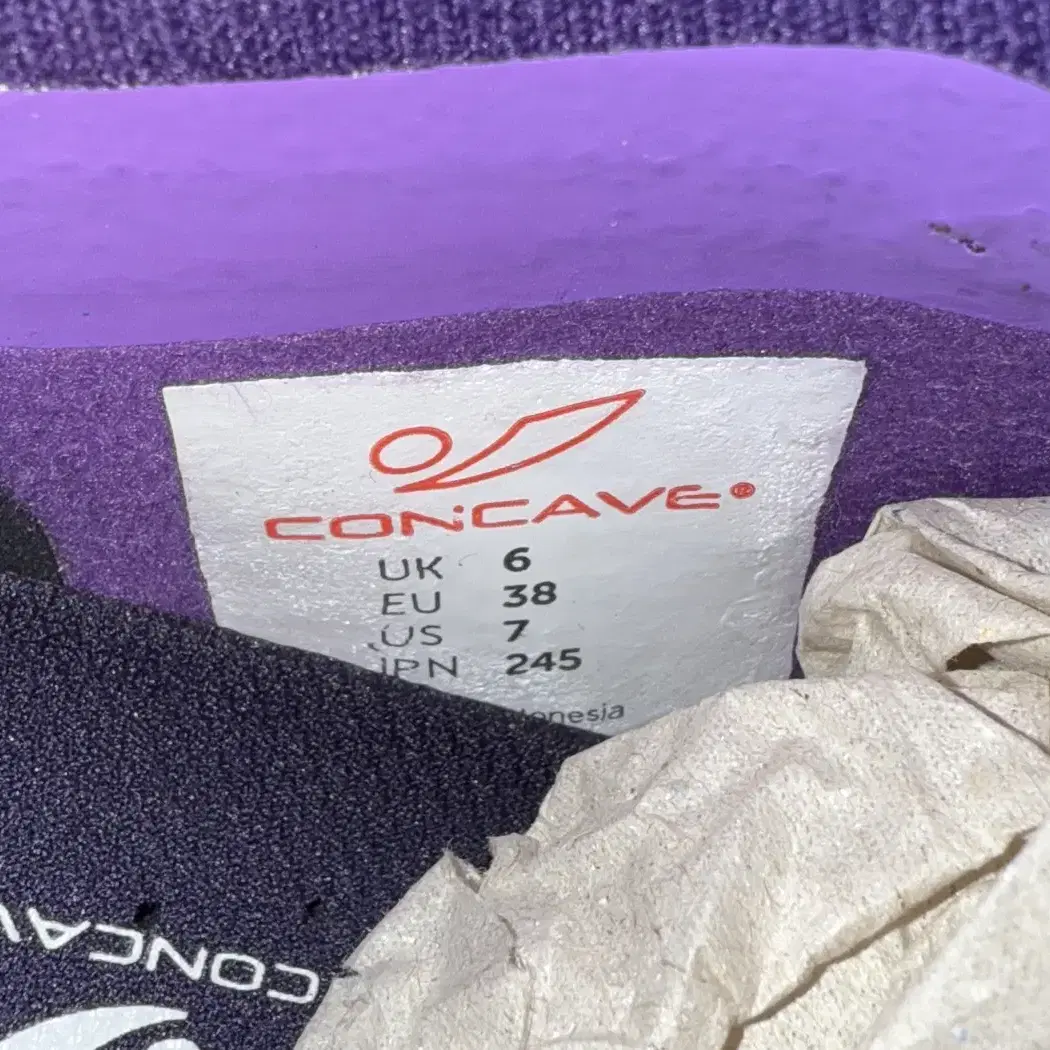 CONCAVE®
UK 6
EU 38
US 7
JPN 245
CONCAV